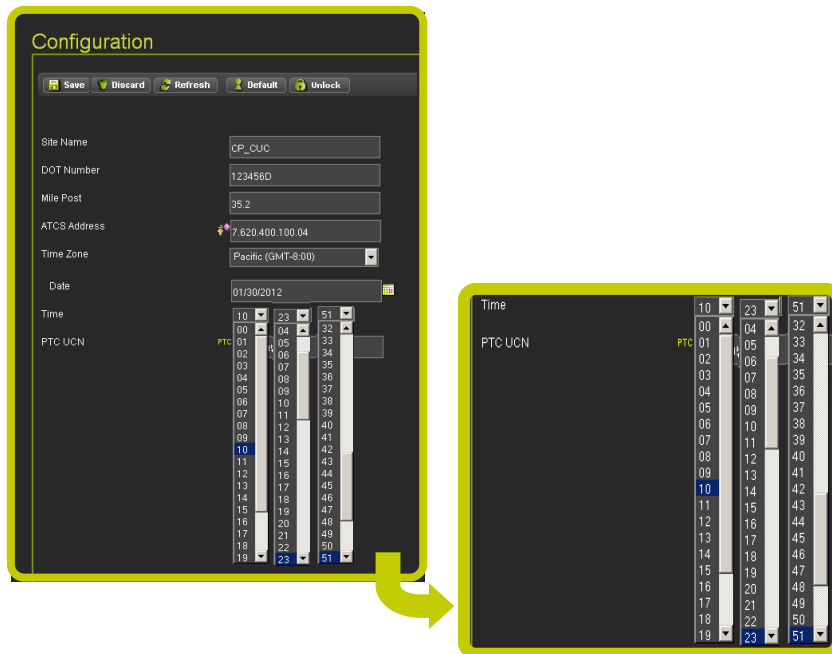 Configuration
Save Discard Refresh Default Unlock
Site Name CP_CUC
DOT Number 123456D
Mile Post 35.2
ATCS Address 7.620.400.100.04
Time Zone Pacific (GMT-8:00)
Date 01/30/2012
Time 10 23 51
PTC UCN PTC
00 04 32
01 05 33
02 06 34
03 07 35
04 08 36
05 09 37
06 10 38
07 11 39
08 12 40
09 13 41
10 14 42
11 15 43
12 16 44
13 17 45
14 18 46
15 19 47
16 20 48
17 21 49
18 22 50
19 23 51
Time 10 23 51
PTC UCN PTC
00 04 32
01 05 33
02 06 34
03 07 35
04 08 36
05 09 37
06 10 38
07 11 39
08 12 40
09 13 41
10 14 42
11 15 43
12 16 44
13 17 45
14 18 46
15 19 47
16 20 48
17 21 49
18 22 50
19 23 51